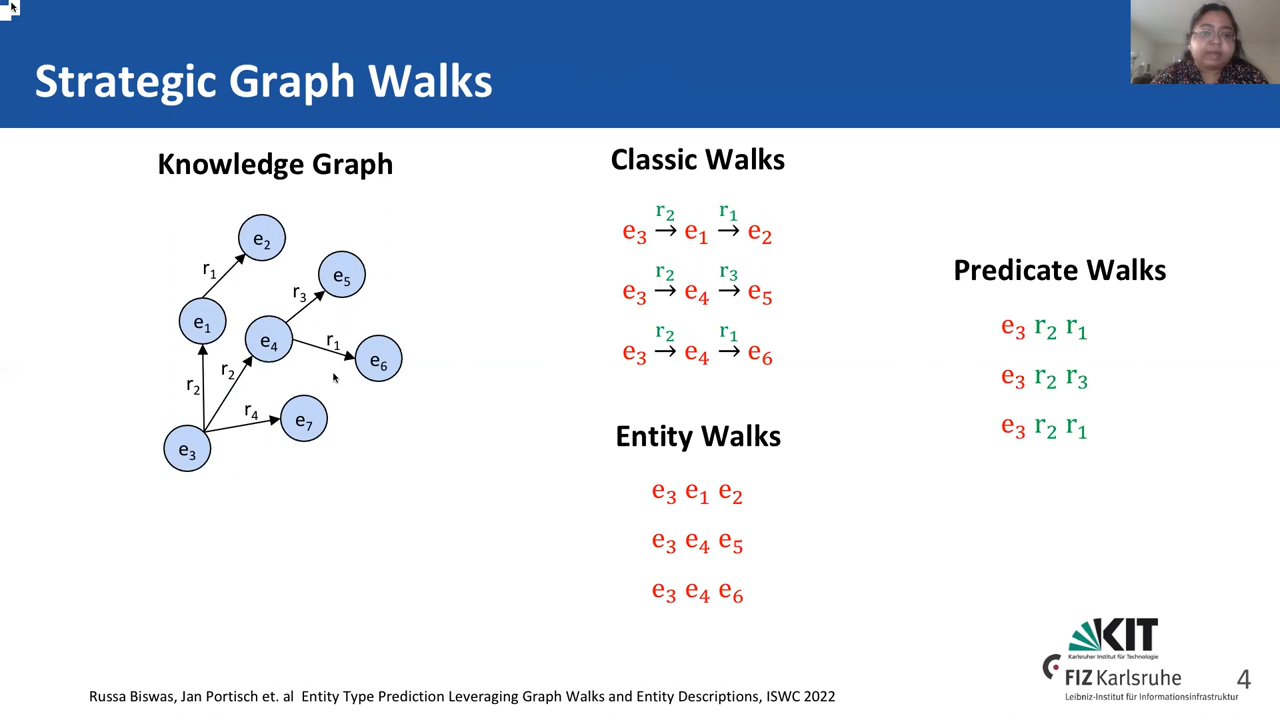 Strategic Graph Walks
Knowledge Graph
e2
r1
e5
r3
e1
e4
r1
e6
r2
r2
r4
e7
e3
Classic Walks
e3 r2→ e1 r1→ e2
e3 r2→ e4 r3→ e5
e3 r2→ e4 r1→ e6
Entity Walks
e3 e1 e2
e3 e4 e5
e3 e4 e6
Predicate Walks
e3 r2 r1
e3 r2 r3
e3 r2 r1
KIT
Karlsruher Institut für Technologie
FIZ Karlsruhe
Leibniz-Institut für Informationsinfrastruktur
4
Russa Biswas, Jan Portisch et. al Entity Type Prediction Leveraging Graph Walks and Entity Descriptions, ISWC 2022